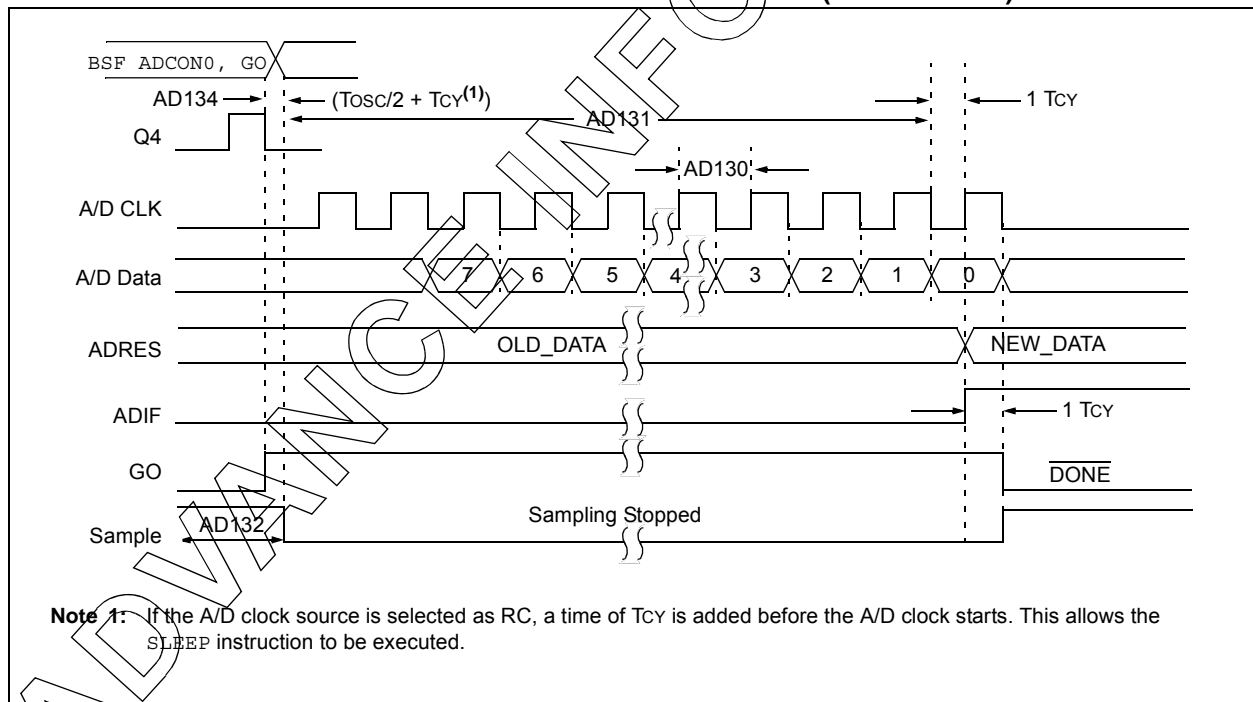 BSF ADCON0, GO
AD134
(TOSC/2 + TCY(1))
AD131
1 TCY
Q4
AD130
A/D CLK
A/D Data
7 6 5 4 3 2 1 0
ADRES
OLD_DATA
NEW_DATA
ADIF
1 TCY
GO
DONE
AD132
Sampling Stopped
Sample
Note 1: If the A/D clock source is selected as RC, a time of TCY is added before the A/D clock starts. This allows the
SLEEP instruction to be executed.
ADVANCE INFO